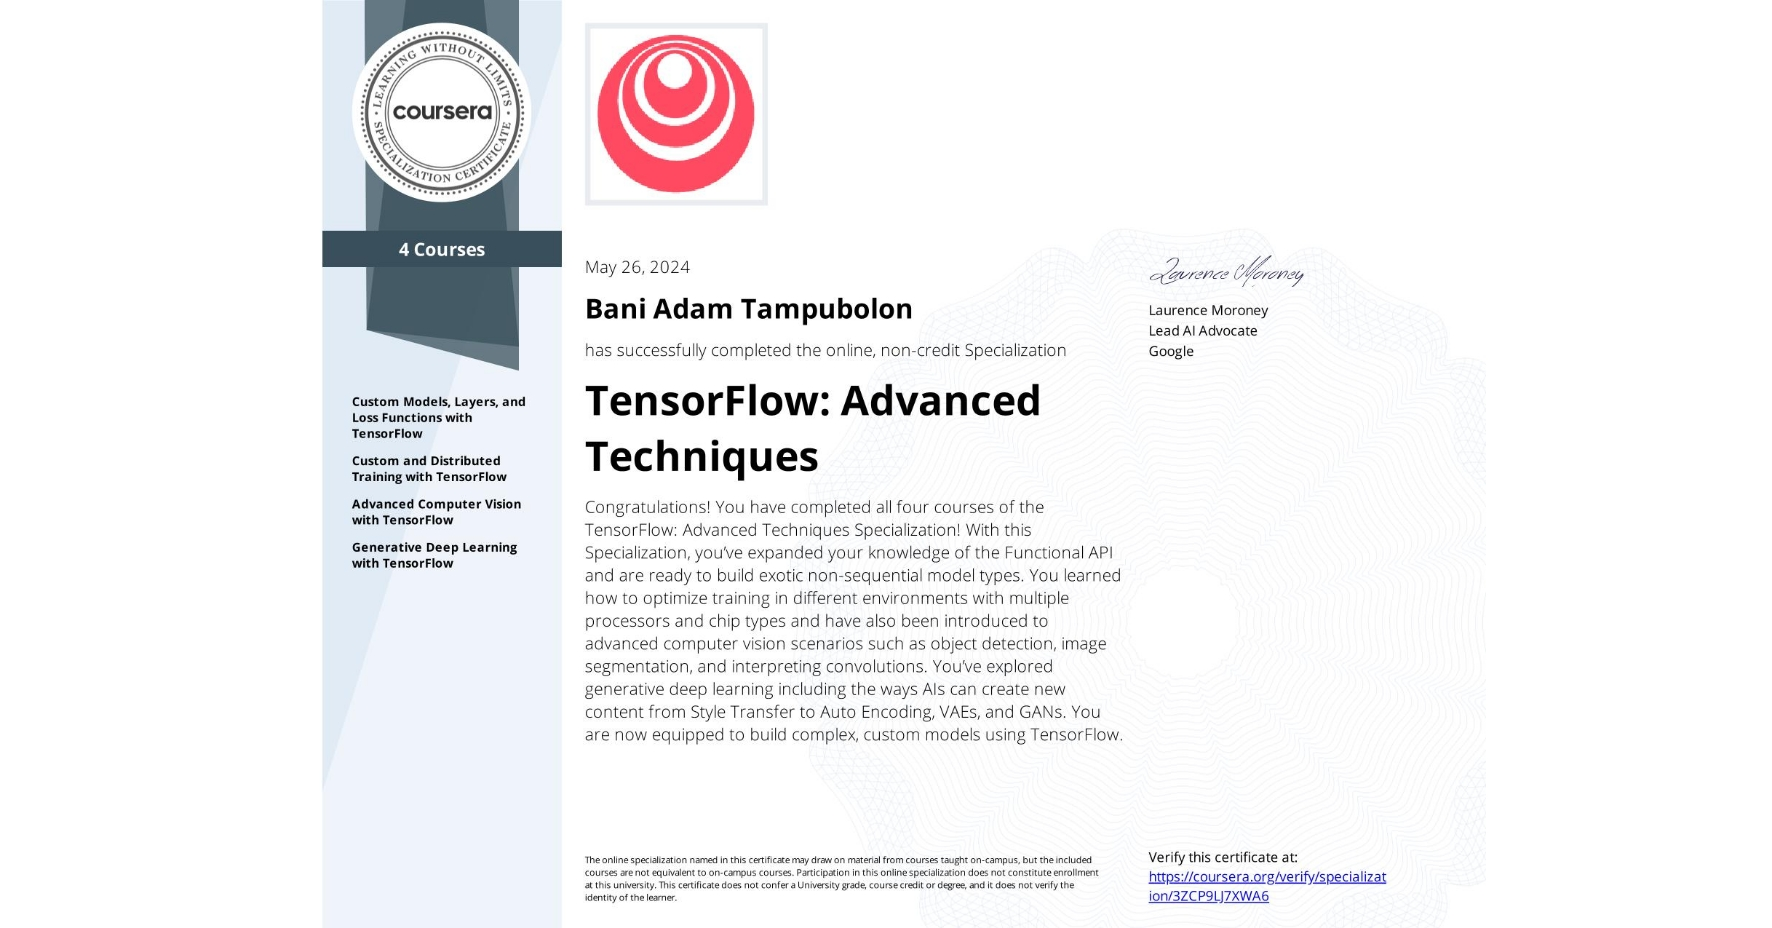 LEARNING WITHOUT LIMITS
coursera
SPECIALIZATION CERTIFICATE
4 Courses
Custom Models, Layers, and
Loss Functions with
TensorFlow
Custom and Distributed
Training with TensorFlow
Advanced Computer Vision
with TensorFlow
Generative Deep Learning
with TensorFlow
May 26, 2024
Bani Adam Tampubolon
has successfully completed the online, non-credit Specialization
TensorFlow: Advanced
Techniques
Congratulations! You have completed all four courses of the
TensorFlow: Advanced Techniques Specialization! With this
Specialization, you’ve expanded your knowledge of the Functional API
and are ready to build exotic non-sequential model types. You learned
how to optimize training in different environments with multiple
processors and chip types and have also been introduced to
advanced computer vision scenarios such as object detection, image
segmentation, and interpreting convolutions. You’ve explored
generative deep learning including the ways AIs can create new
content from Style Transfer to Auto Encoding, VAEs, and GANs. You
are now equipped to build complex, custom models using TensorFlow.
Laurence Moroney
Laurence Moroney
Lead AI Advocate
Google
The online specialization named in this certificate may draw on material from courses taught on-campus, but the included
courses are not equivalent to on-campus courses. Participation in this online specialization does not constitute enrollment
at this university. This certificate does not confer a University grade, course credit or degree, and it does not verify the
identity of the learner.
Verify this certificate at:
https://coursera.org/verify/specializat
ion/3ZCP9LJ7XWA6